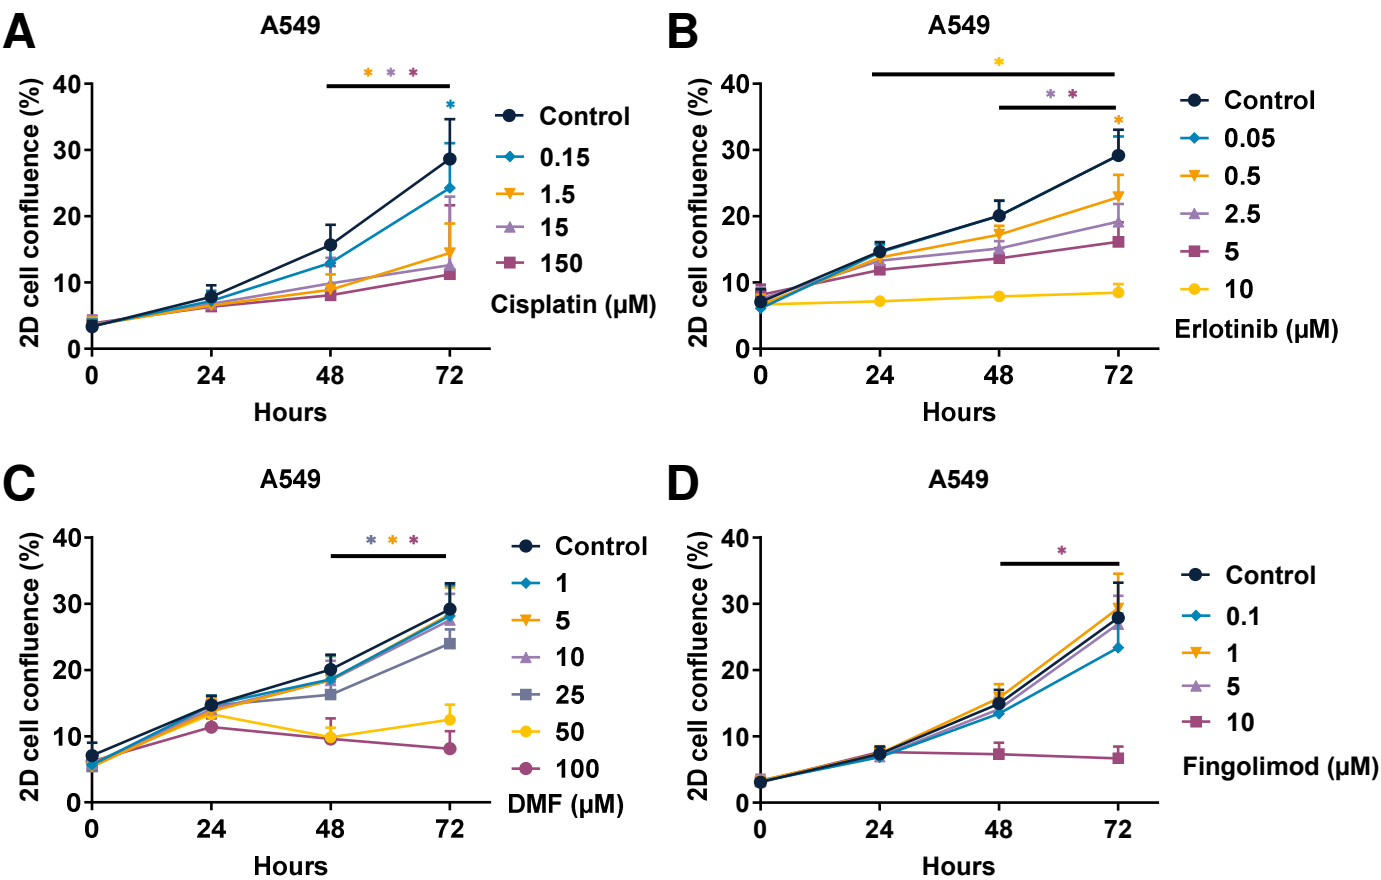 A
A549
2D cell confluence (%)
40
30
20
10
0
0 24 48 72
Hours
* * *
*
Control
0.15
1.5
15
150
Cisplatin (µM)
B
A549
2D cell confluence (%)
40
30
20
10
0
0 24 48 72
Hours
*
* *
*
Control
0.05
0.5
2.5
5
10
Erlotinib (µM)
C
A549
2D cell confluence (%)
40
30
20
10
0
0 24 48 72
Hours
* * *
Control
1
5
10
25
50
100
DMF (µM)
D
A549
2D cell confluence (%)
40
30
20
10
0
0 24 48 72
Hours
*
Control
0.1
1
5
10
Fingolimod (µM)